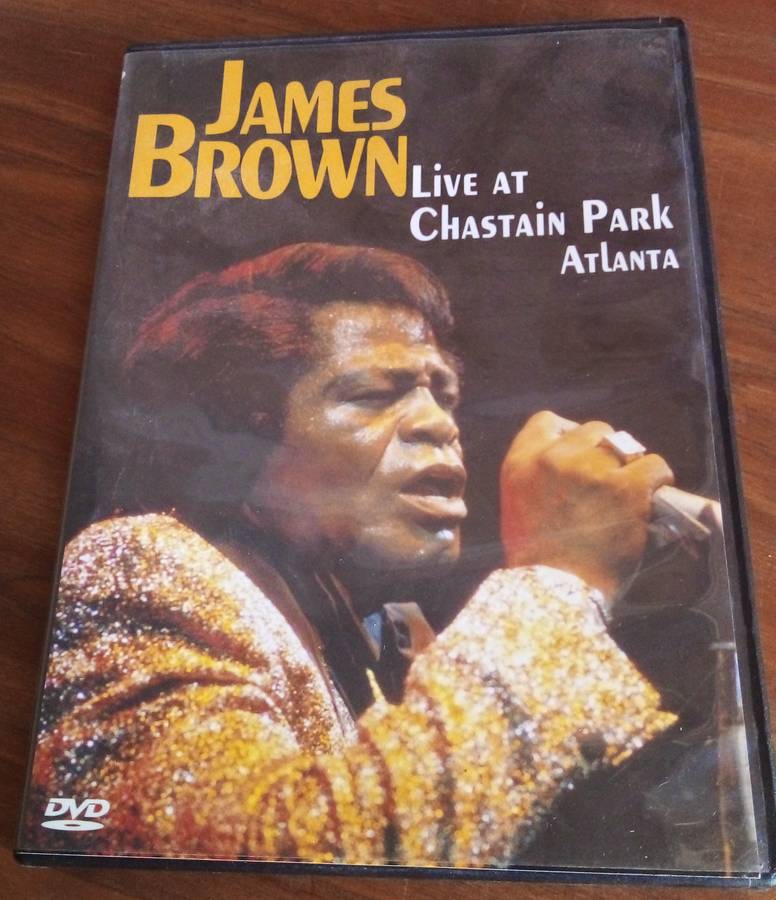 JAMES
BROWN
LIVE AT
CHASTAIN PARK
ATLANTA
DVD